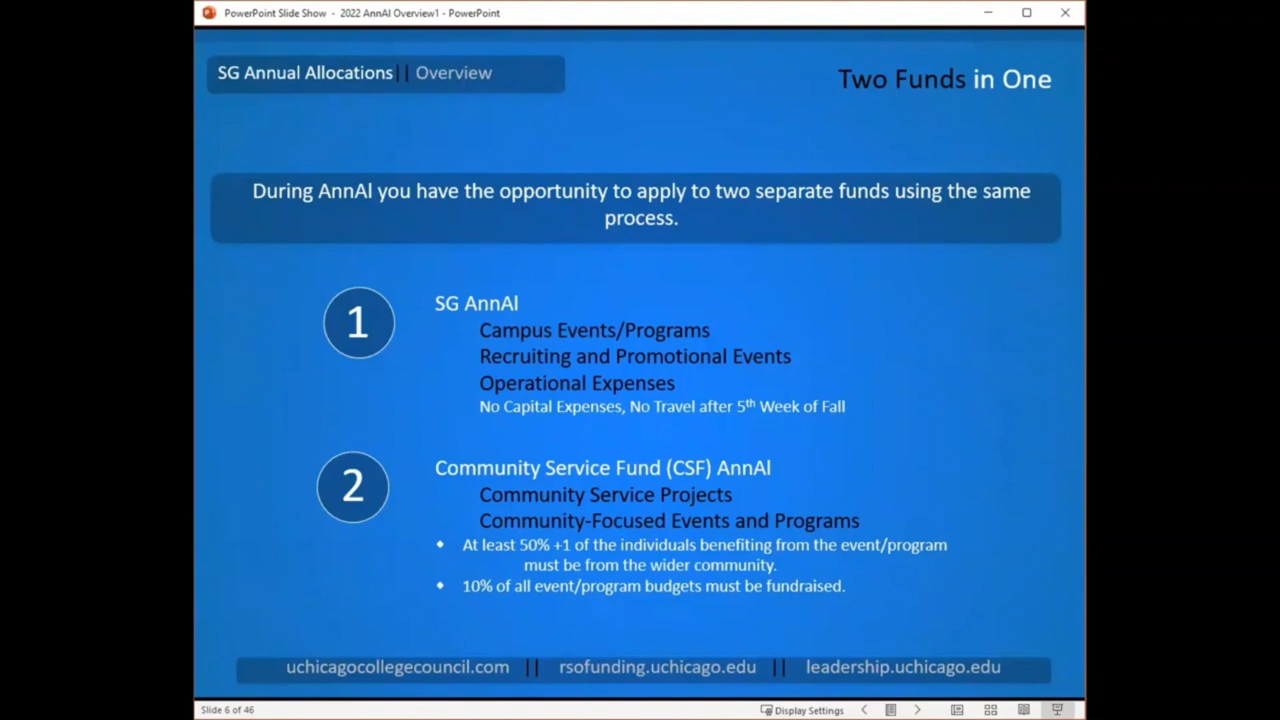 PowerPoint Slide Show - 2022 AnnAl Overview1 - PowerPoint
SG Annual Allocations || Overview
Two Funds in One
During AnnAl you have the opportunity to apply to two separate funds using the same
process.
1
SG AnnAl
Campus Events/Programs
Recruiting and Promotional Events
Operational Expenses
No Capital Expenses, No Travel after 5th Week of Fall
2
Community Service Fund (CSF) AnnAl
Community Service Projects
Community-Focused Events and Programs
At least 50% +1 of the individuals benefiting from the event/program
must be from the wider community.
10% of all event/program budgets must be fundraised.
uchicagocollegecouncil.com || rsofunding.uchicago.edu || leadership.uchicago.edu
Slide 6 of 46
Display Settings